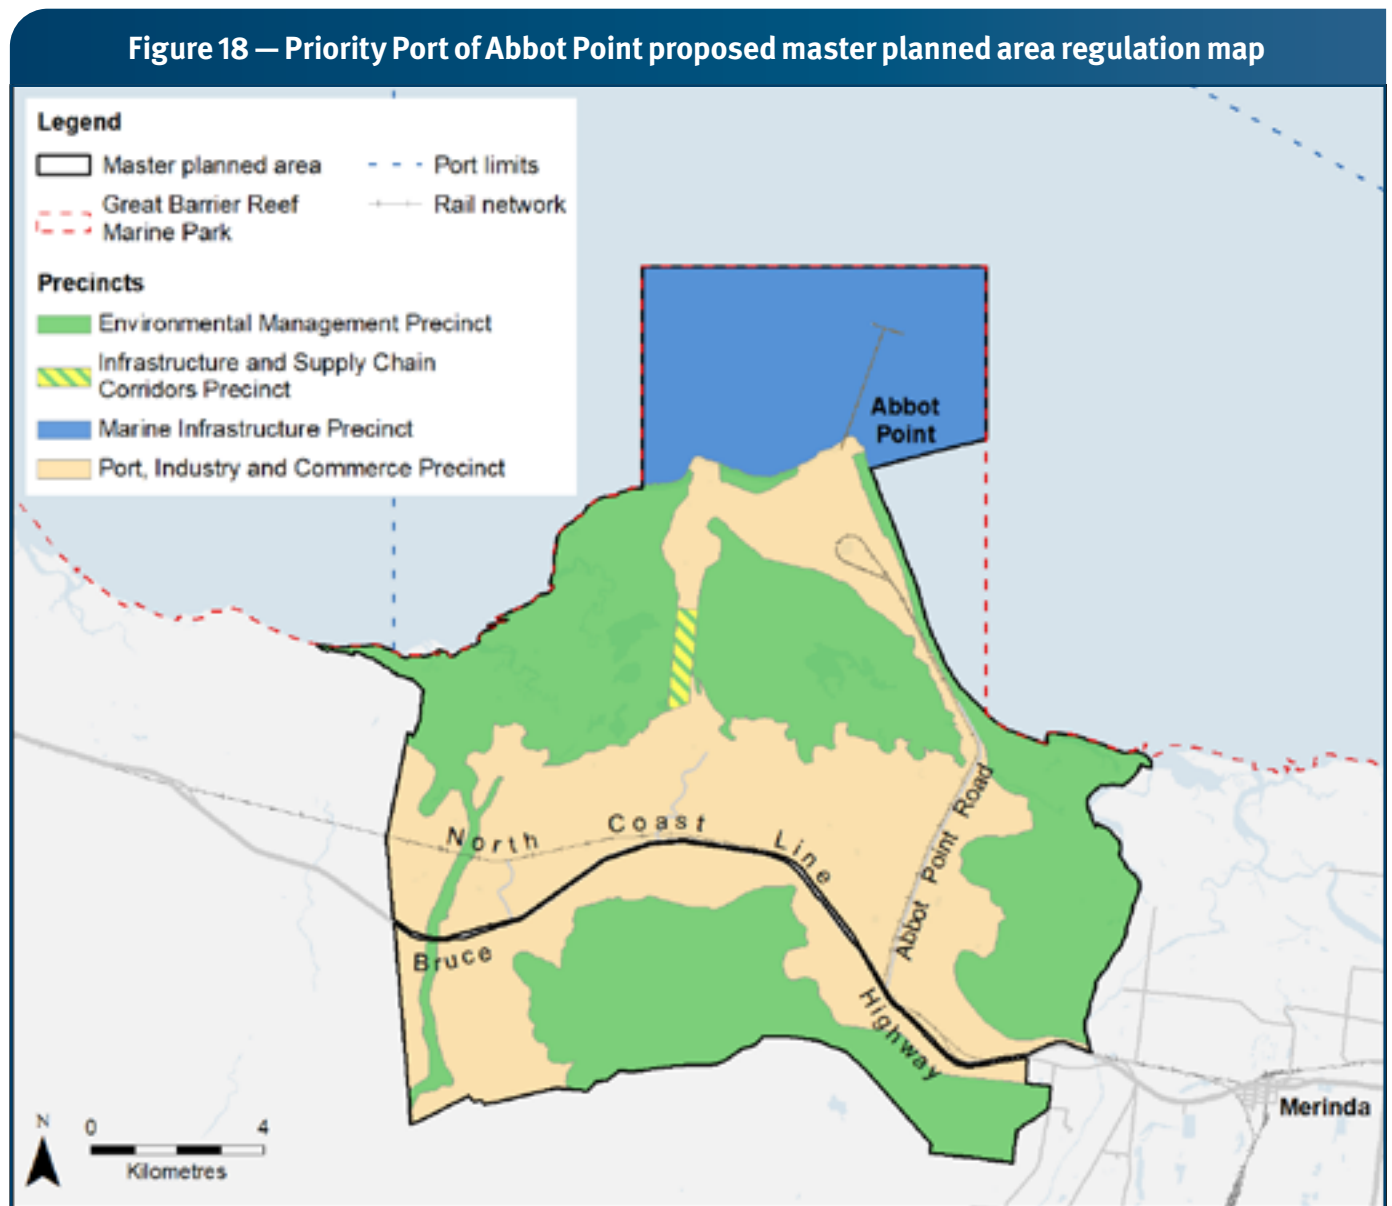 Figure 18 — Priority Port of Abbot Point proposed master planned area regulation map
Legend
Master planned area
Port limits
Great Barrier Reef
Marine Park
Rail network
Precincts
Environmental Management Precinct
Infrastructure and Supply Chain
Corridors Precinct
Marine Infrastructure Precinct
Port, Industry and Commerce Precinct
Abbot
Point
North Coast Line
Abbot Point Road
Bruce Highway
Merinda
N
0 4
Kilometres